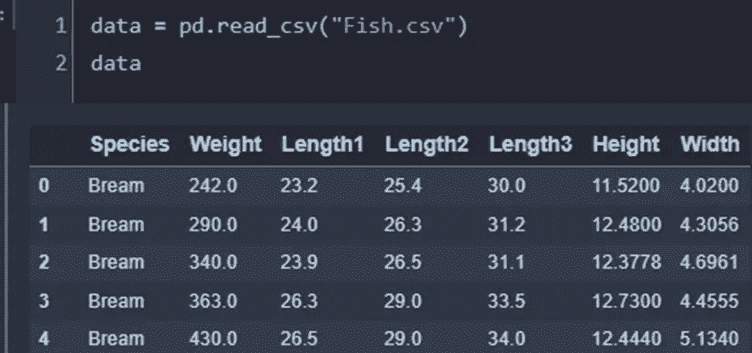 1 data = pd.read_csv("Fish.csv")
2 data
Species Weight Length1 Length2 Length3 Height Width
0 Bream 242.0 23.2 25.4 30.0 11.5200 4.0200
1 Bream 290.0 24.0 26.3 31.2 12.4800 4.3056
2 Bream 340.0 23.9 26.5 31.1 12.3778 4.6961
3 Bream 363.0 26.3 29.0 33.5 12.7300 4.4555
4 Bream 430.0 26.5 29.0 34.0 12.4440 5.1340